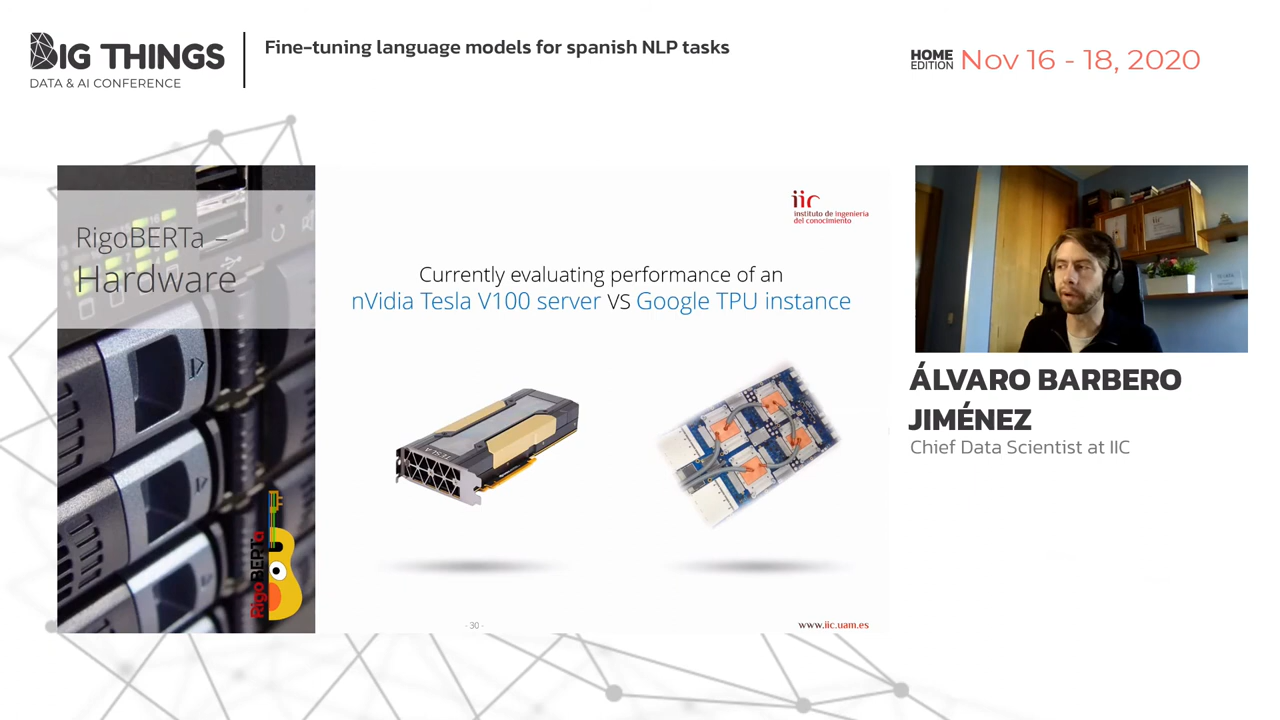 BIG THINGS
DATA & AI CONFERENCE
Fine-tuning language models for spanish NLP tasks
HOME
EDITION
Nov 16 - 18, 2020
RigoBERTa –
Hardware
iic
instituto de ingeniería
del conocimiento
Currently evaluating performance of an
nVidia Tesla V100 server VS Google TPU instance
TESLA
RigoBERTa
- 30 -
www.iic.uam.es
iic
ÁLVARO BARBERO
JIMÉNEZ
Chief Data Scientist at IIC